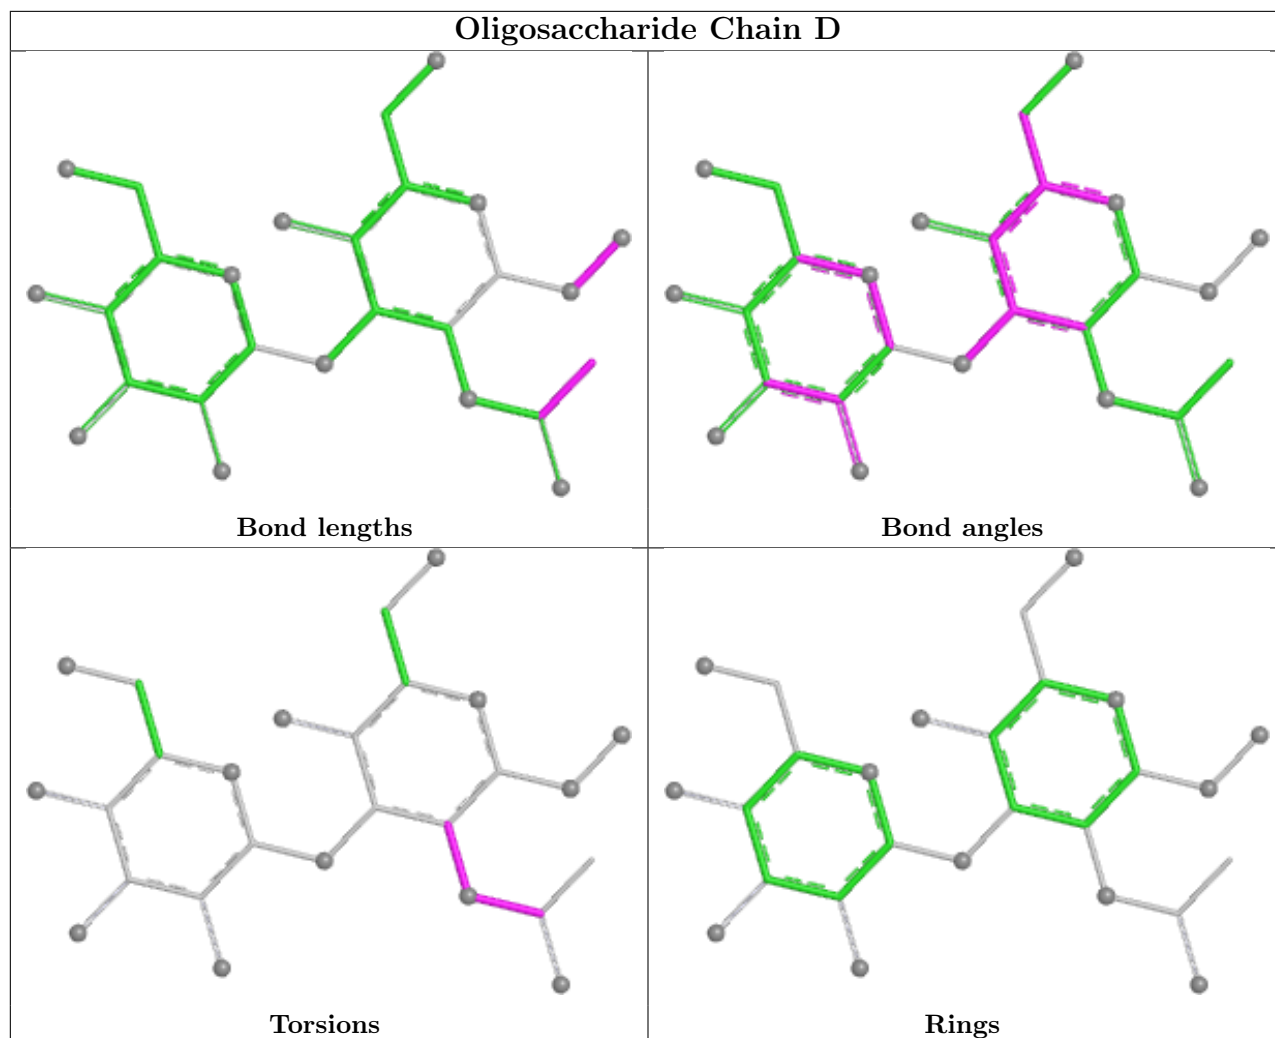 Oligosaccharide Chain D
Bond lengths
Bond angles
Torsions
Rings